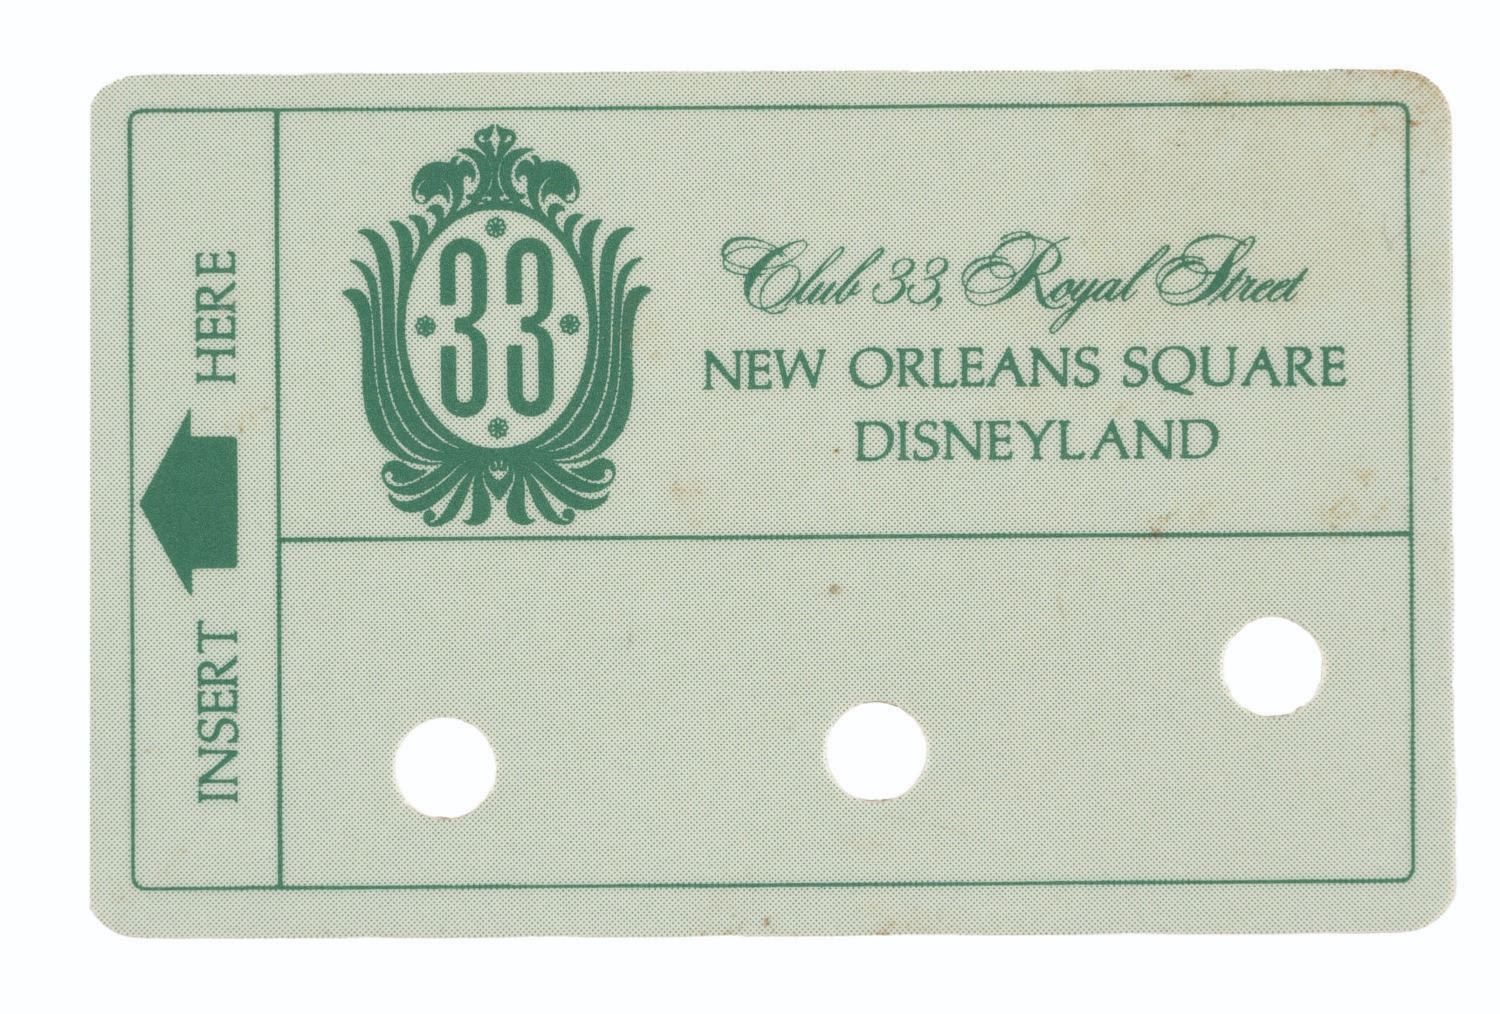 INSERT HERE
33
Club 33, Royal Street
NEW ORLEANS SQUARE
DISNEYLAND